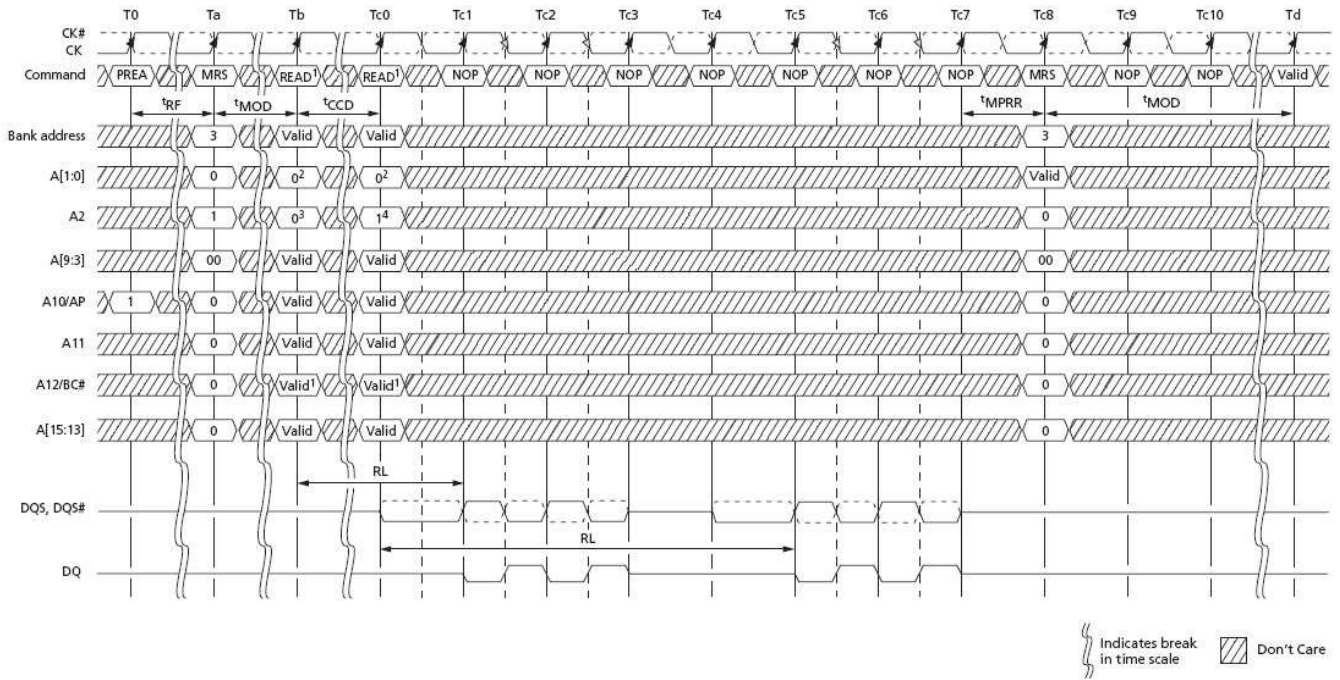 T0 Ta Tb Tc0 Tc1 Tc2 Tc3 Tc4 Tc5 Tc6 Tc7 Tc8 Tc9 Tc10 Td
CK#
CK
Command PREA MRS READ¹ READ¹ NOP NOP NOP NOP NOP NOP NOP MRS NOP NOP Valid
tRF tMOD tCCD tMPRR tMOD
Bank address 3 Valid Valid 3
A[1:0] 0 0² 0² Valid
A2 1 0³ 1⁴ 0
A[9:3] 00 Valid Valid 00
A10/AP 1 0 Valid Valid 0
A11 0 Valid Valid 0
A12/BC# 0 Valid¹ Valid¹ 0
A[15:13] 0 Valid Valid 0
RL
DQS, DQS#
RL
DQ
Indicates break
in time scale
Don't Care